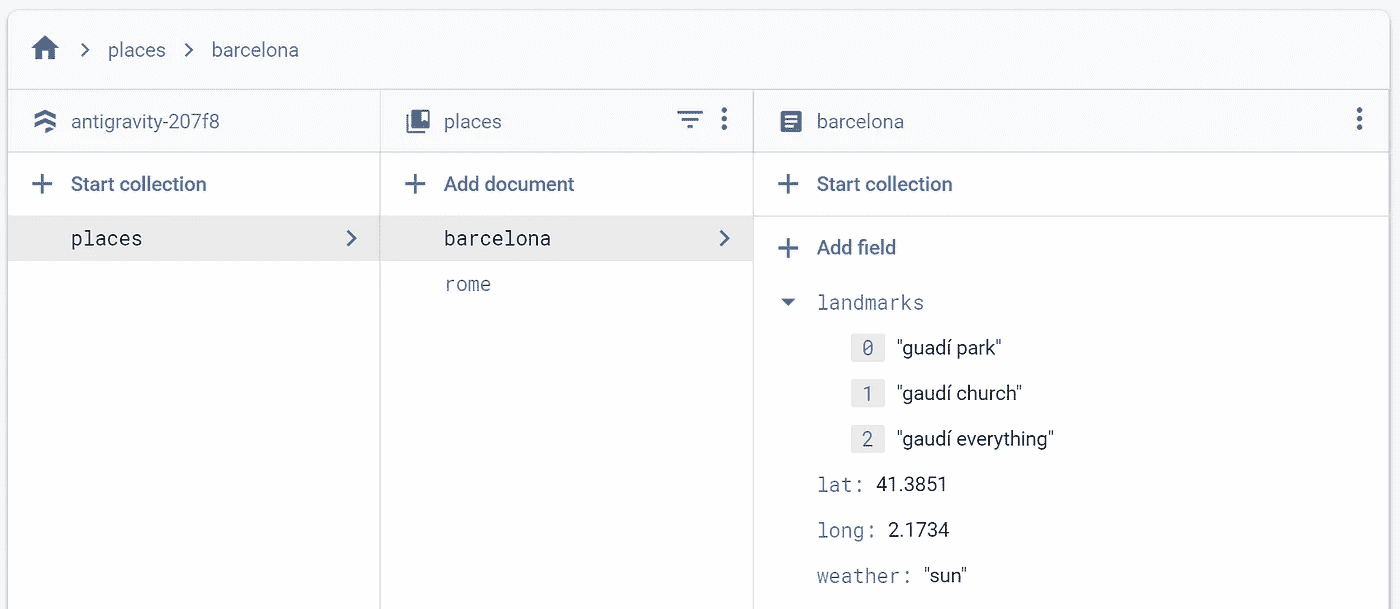 places barcelona
antigravity-207f8
Start collection
places
places
Add document
barcelona
rome
barcelona
Start collection
Add field
landmarks
0 "guadí park"
1 "gaudí church"
2 "gaudí everything"
lat: 41.3851
long: 2.1734
weather: "sun"